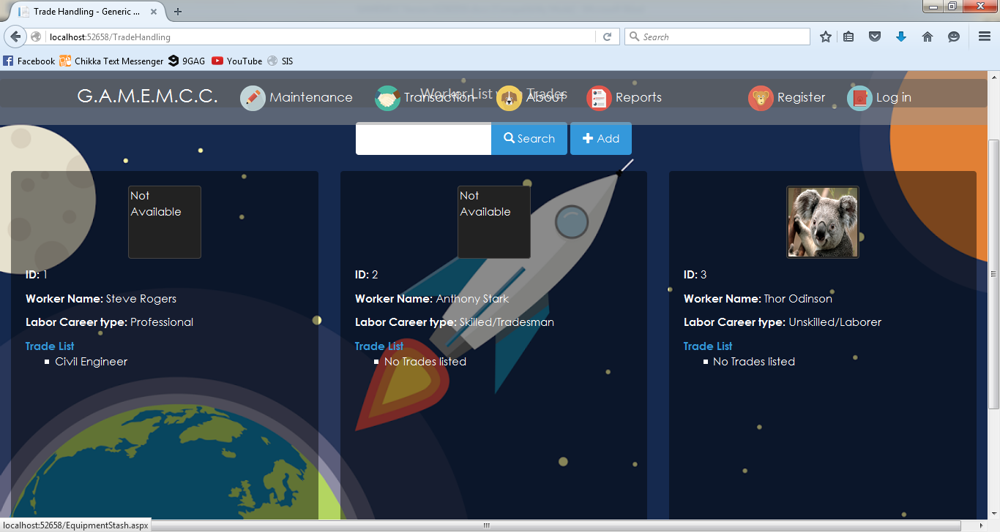 Trade Handling - Generic ...
localhost:52658/TradeHandling
Search
Facebook Chikka Text Messenger 9GAG YouTube SIS
G.A.M.E.M.C.C. Maintenance Transaction About Reports Register Log in
Worker List Trades
Search Add
Not
Available
ID: 1
Worker Name: Steve Rogers
Labor Career type: Professional
Trade List
Civil Engineer
Not
Available
ID: 2
Worker Name: Anthony Stark
Labor Career type: Skilled/Tradesman
Trade List
No Trades listed
ID: 3
Worker Name: Thor Odinson
Labor Career type: Unskilled/Laborer
Trade List
No Trades listed
localhost:52658/EquipmentStash.aspx